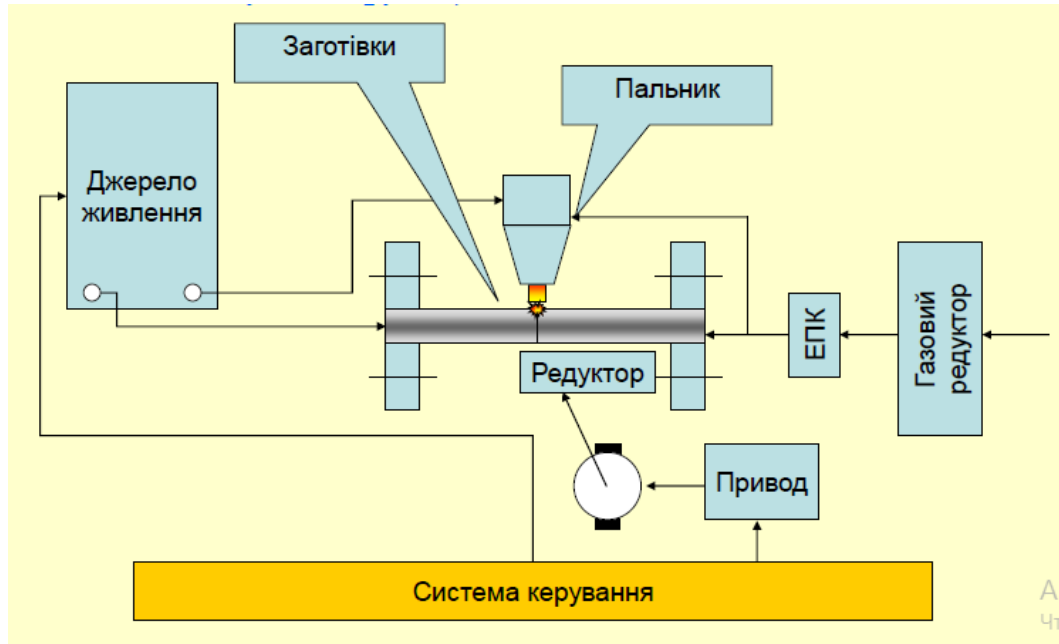 Заготівки
Пальник
Джерело
живлення
Редуктор
ЕПК
Газовий
редуктор
Привод
Система керування